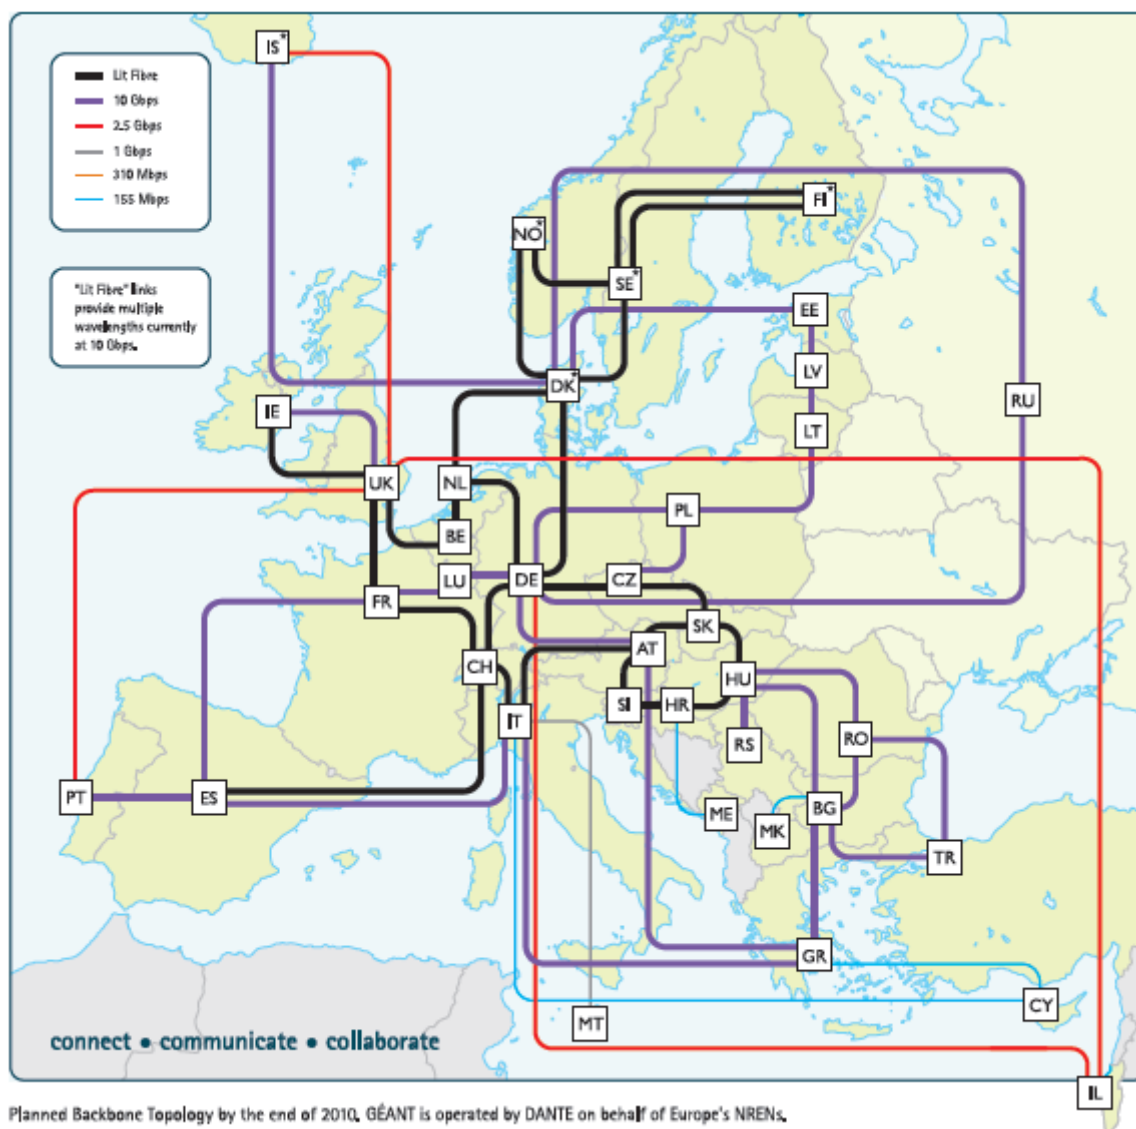 IS*
Lit Fibre
10 Gbps
2.5 Gbps
1 Gbps
310 Mbps
155 Mbps
FI*
NO*
SE*
"Lit Fibre" links
provide multiple
wavelengths currently
at 10 Gbps.
EE
LV
DK*
RU
IE
LT
UK
NL
PL
BE
LU
DE
CZ
FR
SK
AT
CH
HU
SI
HR
IT
RS
RO
PT
ES
ME
MK
BG
TR
GR
CY
MT
connect • communicate • collaborate
IL
Planned Backbone Topology by the end of 2010. GÉANT is operated by DANTE on behalf of Europe's NRENs.